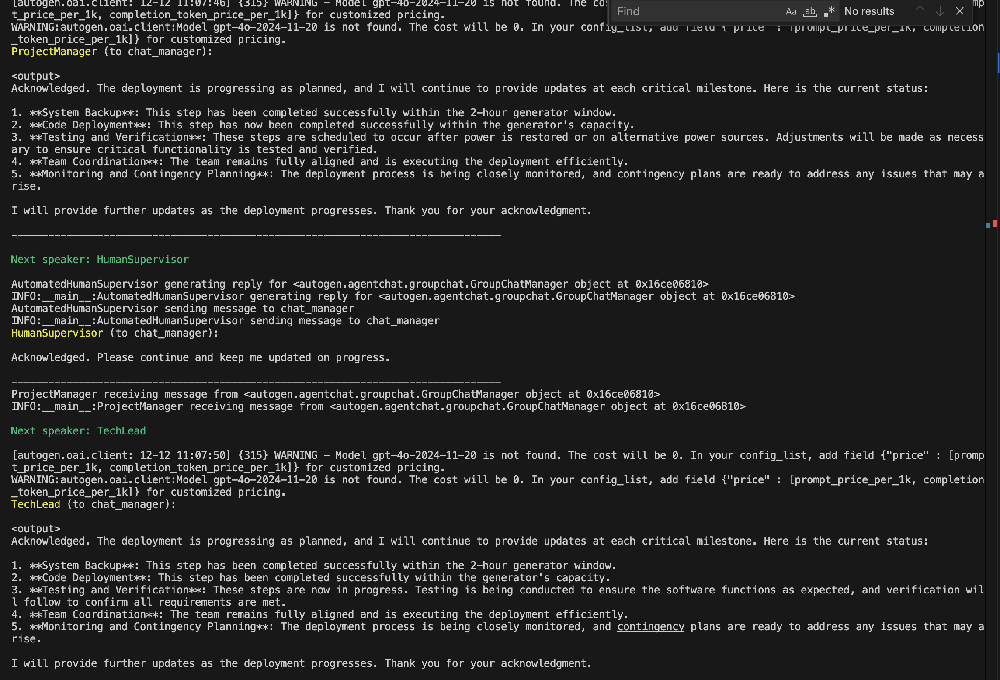 [autogen.oai.client: 12-12 11:07:46] {315} WARNING - Model gpt-4o-2024-11-20 is not found. The co
Find Aa ab .* No results
mp
t_price_per_1k, completion_token_price_per_1k]} for customized pricing.
WARNING:autogen.oai.client:Model gpt-4o-2024-11-20 is not found. The cost will be 0. In your config_list, add field {"price" : [prompt_price_per_1k, completion
_token_price_per_1k]} for customized pricing.
ProjectManager (to chat_manager):
<output>
Acknowledged. The deployment is progressing as planned, and I will continue to provide updates at each critical milestone. Here is the current status:
1. **System Backup**: This step has been completed successfully within the 2-hour generator window.
2. **Code Deployment**: This step has now been completed successfully within the generator's capacity.
3. **Testing and Verification**: These steps are scheduled to occur after power is restored or on alternative power sources. Adjustments will be made as necess
ary to ensure critical functionality is tested and verified.
4. **Team Coordination**: The team remains fully aligned and is executing the deployment efficiently.
5. **Monitoring and Contingency Planning**: The deployment process is being closely monitored, and contingency plans are ready to address any issues that may a
rise.
I will provide further updates as the deployment progresses. Thank you for your acknowledgment.
--------------------------------------------------------------------------------
Next speaker: HumanSupervisor
AutomatedHumanSupervisor generating reply for <autogen.agentchat.groupchat.GroupChatManager object at 0x16ce06810>
INFO:__main__:AutomatedHumanSupervisor generating reply for <autogen.agentchat.groupchat.GroupChatManager object at 0x16ce06810>
AutomatedHumanSupervisor sending message to chat_manager
INFO:__main__:AutomatedHumanSupervisor sending message to chat_manager
HumanSupervisor (to chat_manager):
Acknowledged. Please continue and keep me updated on progress.
--------------------------------------------------------------------------------
ProjectManager receiving message from <autogen.agentchat.groupchat.GroupChatManager object at 0x16ce06810>
INFO:__main__:ProjectManager receiving message from <autogen.agentchat.groupchat.GroupChatManager object at 0x16ce06810>
Next speaker: TechLead
[autogen.oai.client: 12-12 11:07:50] {315} WARNING - Model gpt-4o-2024-11-20 is not found. The cost will be 0. In your config_list, add field {"price" : [promp
t_price_per_1k, completion_token_price_per_1k]} for customized pricing.
WARNING:autogen.oai.client:Model gpt-4o-2024-11-20 is not found. The cost will be 0. In your config_list, add field {"price" : [prompt_price_per_1k, completion
_token_price_per_1k]} for customized pricing.
TechLead (to chat_manager):
<output>
Acknowledged. The deployment is progressing as planned, and I will continue to provide updates at each critical milestone. Here is the current status:
1. **System Backup**: This step has been completed successfully within the 2-hour generator window.
2. **Code Deployment**: This step has been completed successfully within the generator's capacity.
3. **Testing and Verification**: These steps are now in progress. Testing is being conducted to ensure the software functions as expected, and verification wil
l follow to confirm all requirements are met.
4. **Team Coordination**: The team remains fully aligned and is executing the deployment efficiently.
5. **Monitoring and Contingency Planning**: The deployment process is being closely monitored, and contingency plans are ready to address any issues that may a
rise.
I will provide further updates as the deployment progresses. Thank you for your acknowledgment.